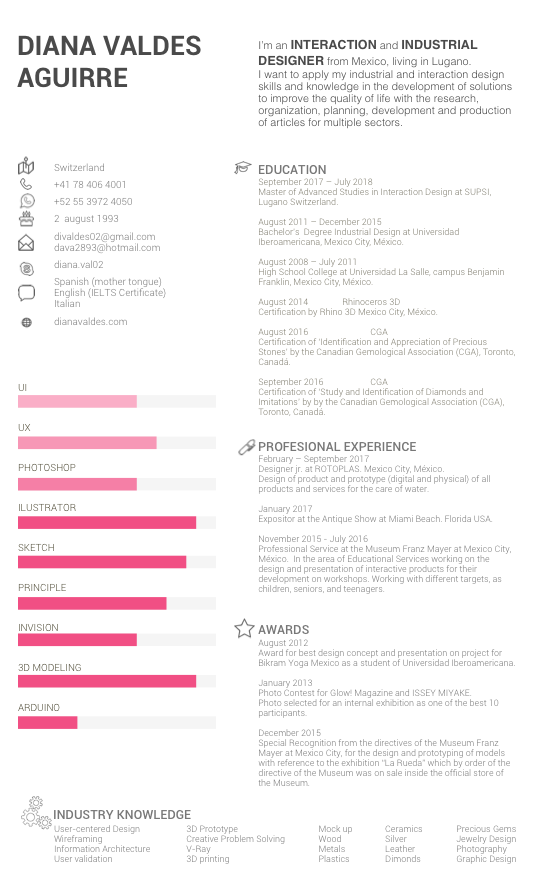 DIANA VALDES
AGUIRRE
I'm an INTERACTION and INDUSTRIAL
DESIGNER from Mexico, living in Lugano.
I want to apply my industrial and interaction design
skills and knowledge in the development of solutions
to improve the quality of life with the research,
organization, planning, development and production
of articles for multiple sectors.
Switzerland
+41 78 406 4001
+52 55 3972 4050
2 august 1993
divaldes02@gmail.com
dava2893@hotmail.com
diana.val02
Spanish (mother tongue)
English (IELTS Certificate)
Italian
dianavaldes.com
UI
UX
PHOTOSHOP
ILUSTRATOR
SKETCH
PRINCIPLE
INVISION
3D MODELING
ARDUINO
EDUCATION
September 2017 – July 2018
Master of Advanced Studies in Interaction Design at SUPSI,
Lugano Switzerland.
August 2011 – December 2015
Bachelor's Degree Industrial Design at Universidad
Iberoamericana, Mexico City, México.
August 2008 – July 2011
High School College at Universidad La Salle, campus Benjamin
Franklin, Mexico City, México.
August 2014 Rhinoceros 3D
Certification by Rhino 3D Mexico City, México.
August 2016 CGA
Certification of 'Identification and Appreciation of Precious
Stones' by the Canadian Gemological Association (CGA), Toronto,
Canadá.
September 2016 CGA
Certification of 'Study and Identification of Diamonds and
Imitations' by by the Canadian Gemological Association (CGA),
Toronto, Canadá.
PROFESIONAL EXPERIENCE
February – September 2017
Designer jr. at ROTOPLAS. Mexico City, México.
Design of product and prototype (digital and physical) of all
products and services for the care of water.
January 2017
Expositor at the Antique Show at Miami Beach. Florida USA.
November 2015 - July 2016
Professional Service at the Museum Franz Mayer at Mexico City,
México. In the area of Educational Services working on the
design and presentation of interactive products for their
development on workshops. Working with different targets, as
children, seniors, and teenagers.
AWARDS
August 2012
Award for best design concept and presentation on project for
Bikram Yoga Mexico as a student of Universidad Iberoamericana.
January 2013
Photo Contest for Glow! Magazine and ISSEY MIYAKE.
Photo selected for an internal exhibition as one of the best 10
participants.
December 2015
Special Recognition from the directives of the Museum Franz
Mayer at Mexico City, for the design and prototyping of models
with reference to the exhibition "La Rueda" which by order of the
directive of the Museum was on sale inside the official store of
the Museum.
INDUSTRY KNOWLEDGE
User-centered Design 3D Prototype Mock up Ceramics Precious Gems
Wireframing Creative Problem Solving Wood Silver Jewelry Design
Information Architecture V-Ray Metals Leather Photography
User validation 3D printing Plastics Dimonds Graphic Design